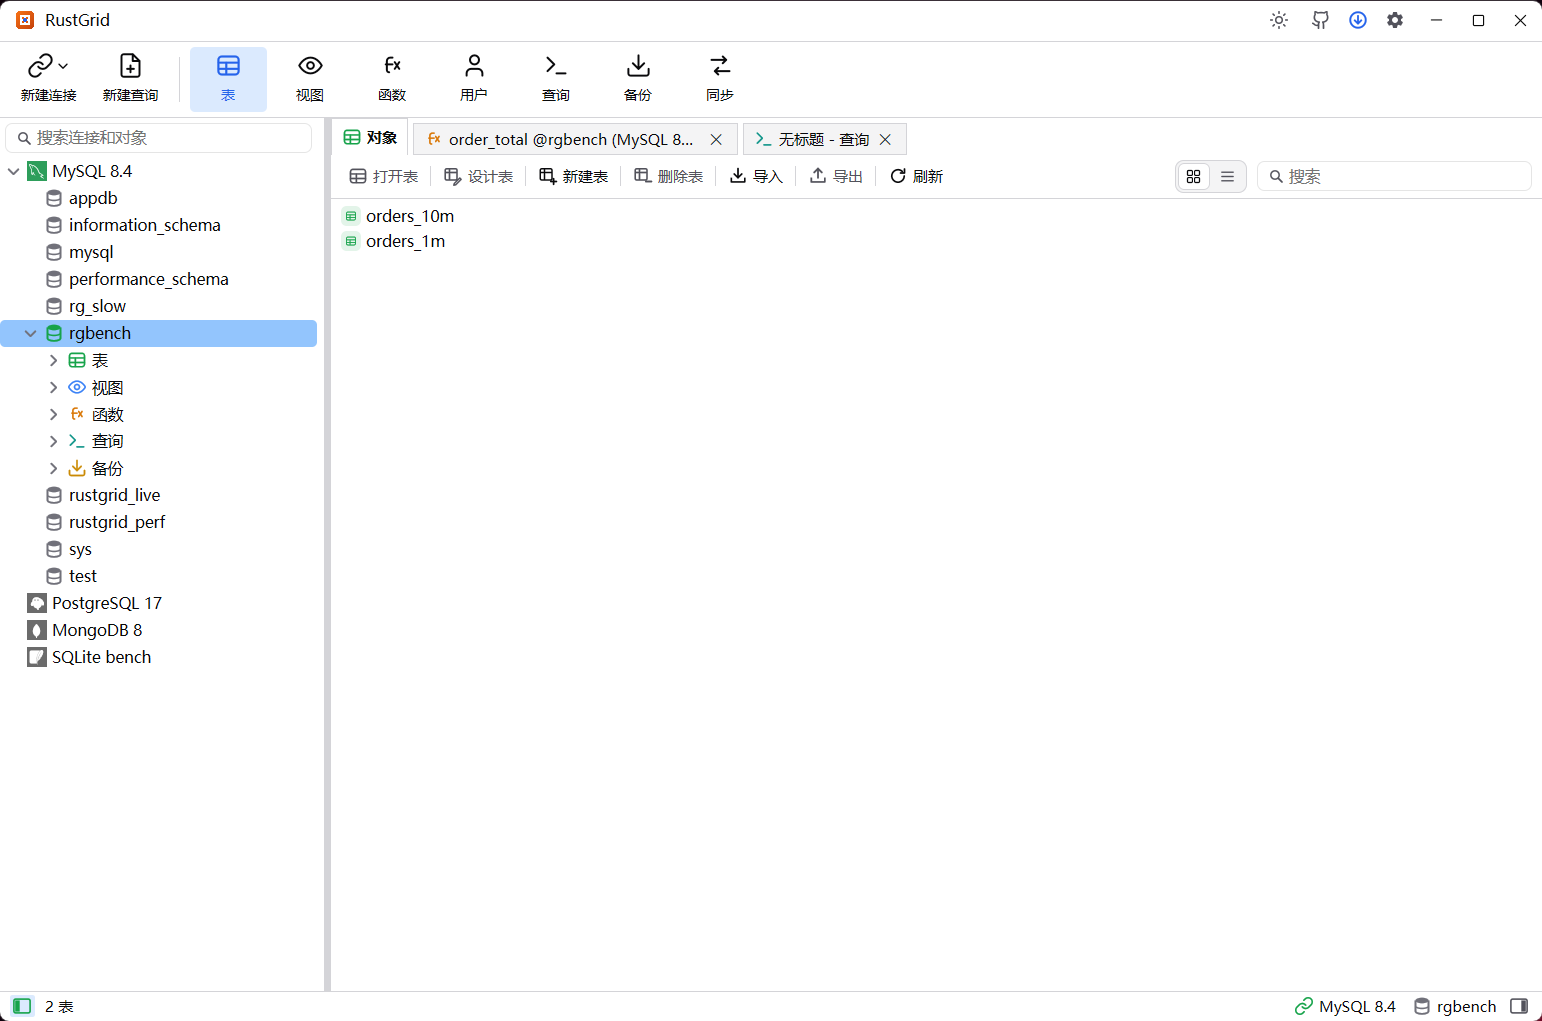 RustGrid
新建连接 新建查询 表 视图 函数 用户 查询 备份 同步
搜索连接和对象
对象 order_total @rgbench (MySQL 8... 无标题 - 查询
打开表 设计表 新建表 删除表 导入 导出 刷新 搜索
MySQL 8.4
appdb
information_schema
mysql
performance_schema
rg_slow
rgbench
表
视图
函数
查询
备份
rustgrid_live
rustgrid_perf
sys
test
PostgreSQL 17
MongoDB 8
SQLite bench
orders_10m
orders_1m
2 表
MySQL 8.4 rgbench